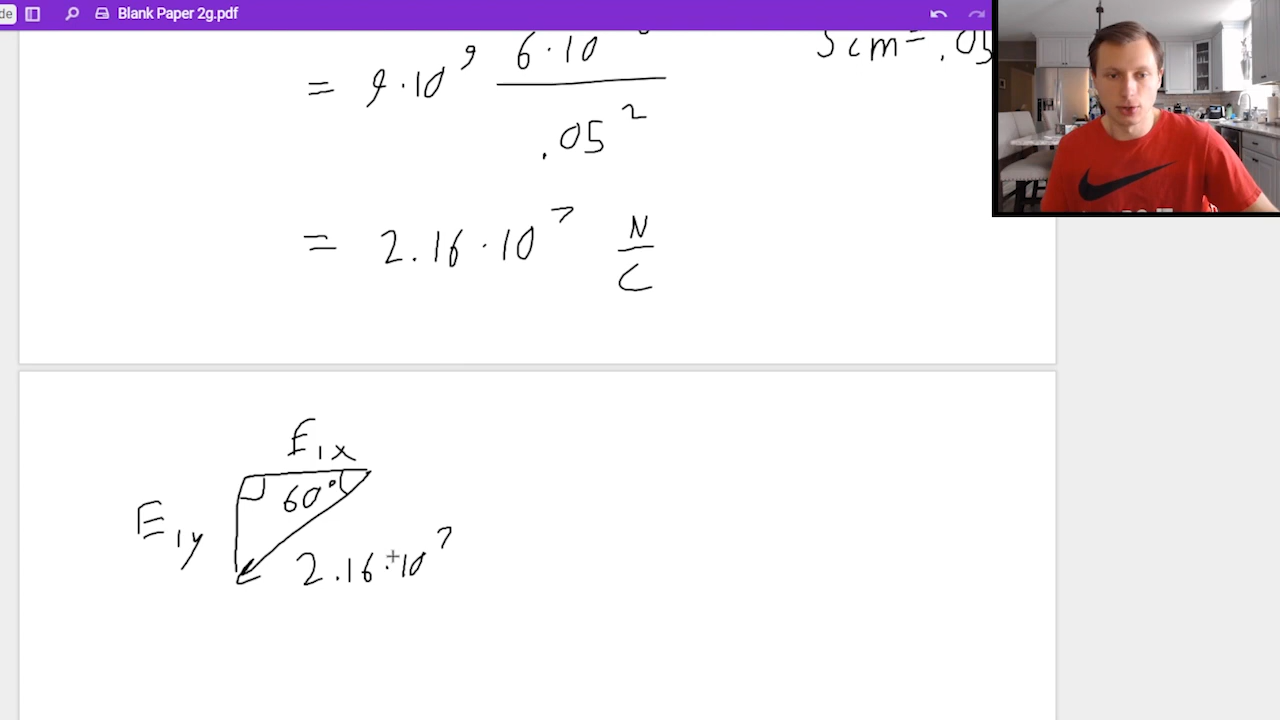 de Blank Paper 2g.pdf
= 9·10⁹ 6·10
.05²
5cm = .05
= 2.16·10⁷ N/C
E₁ₓ
60°
E₁y
2.16·10⁷